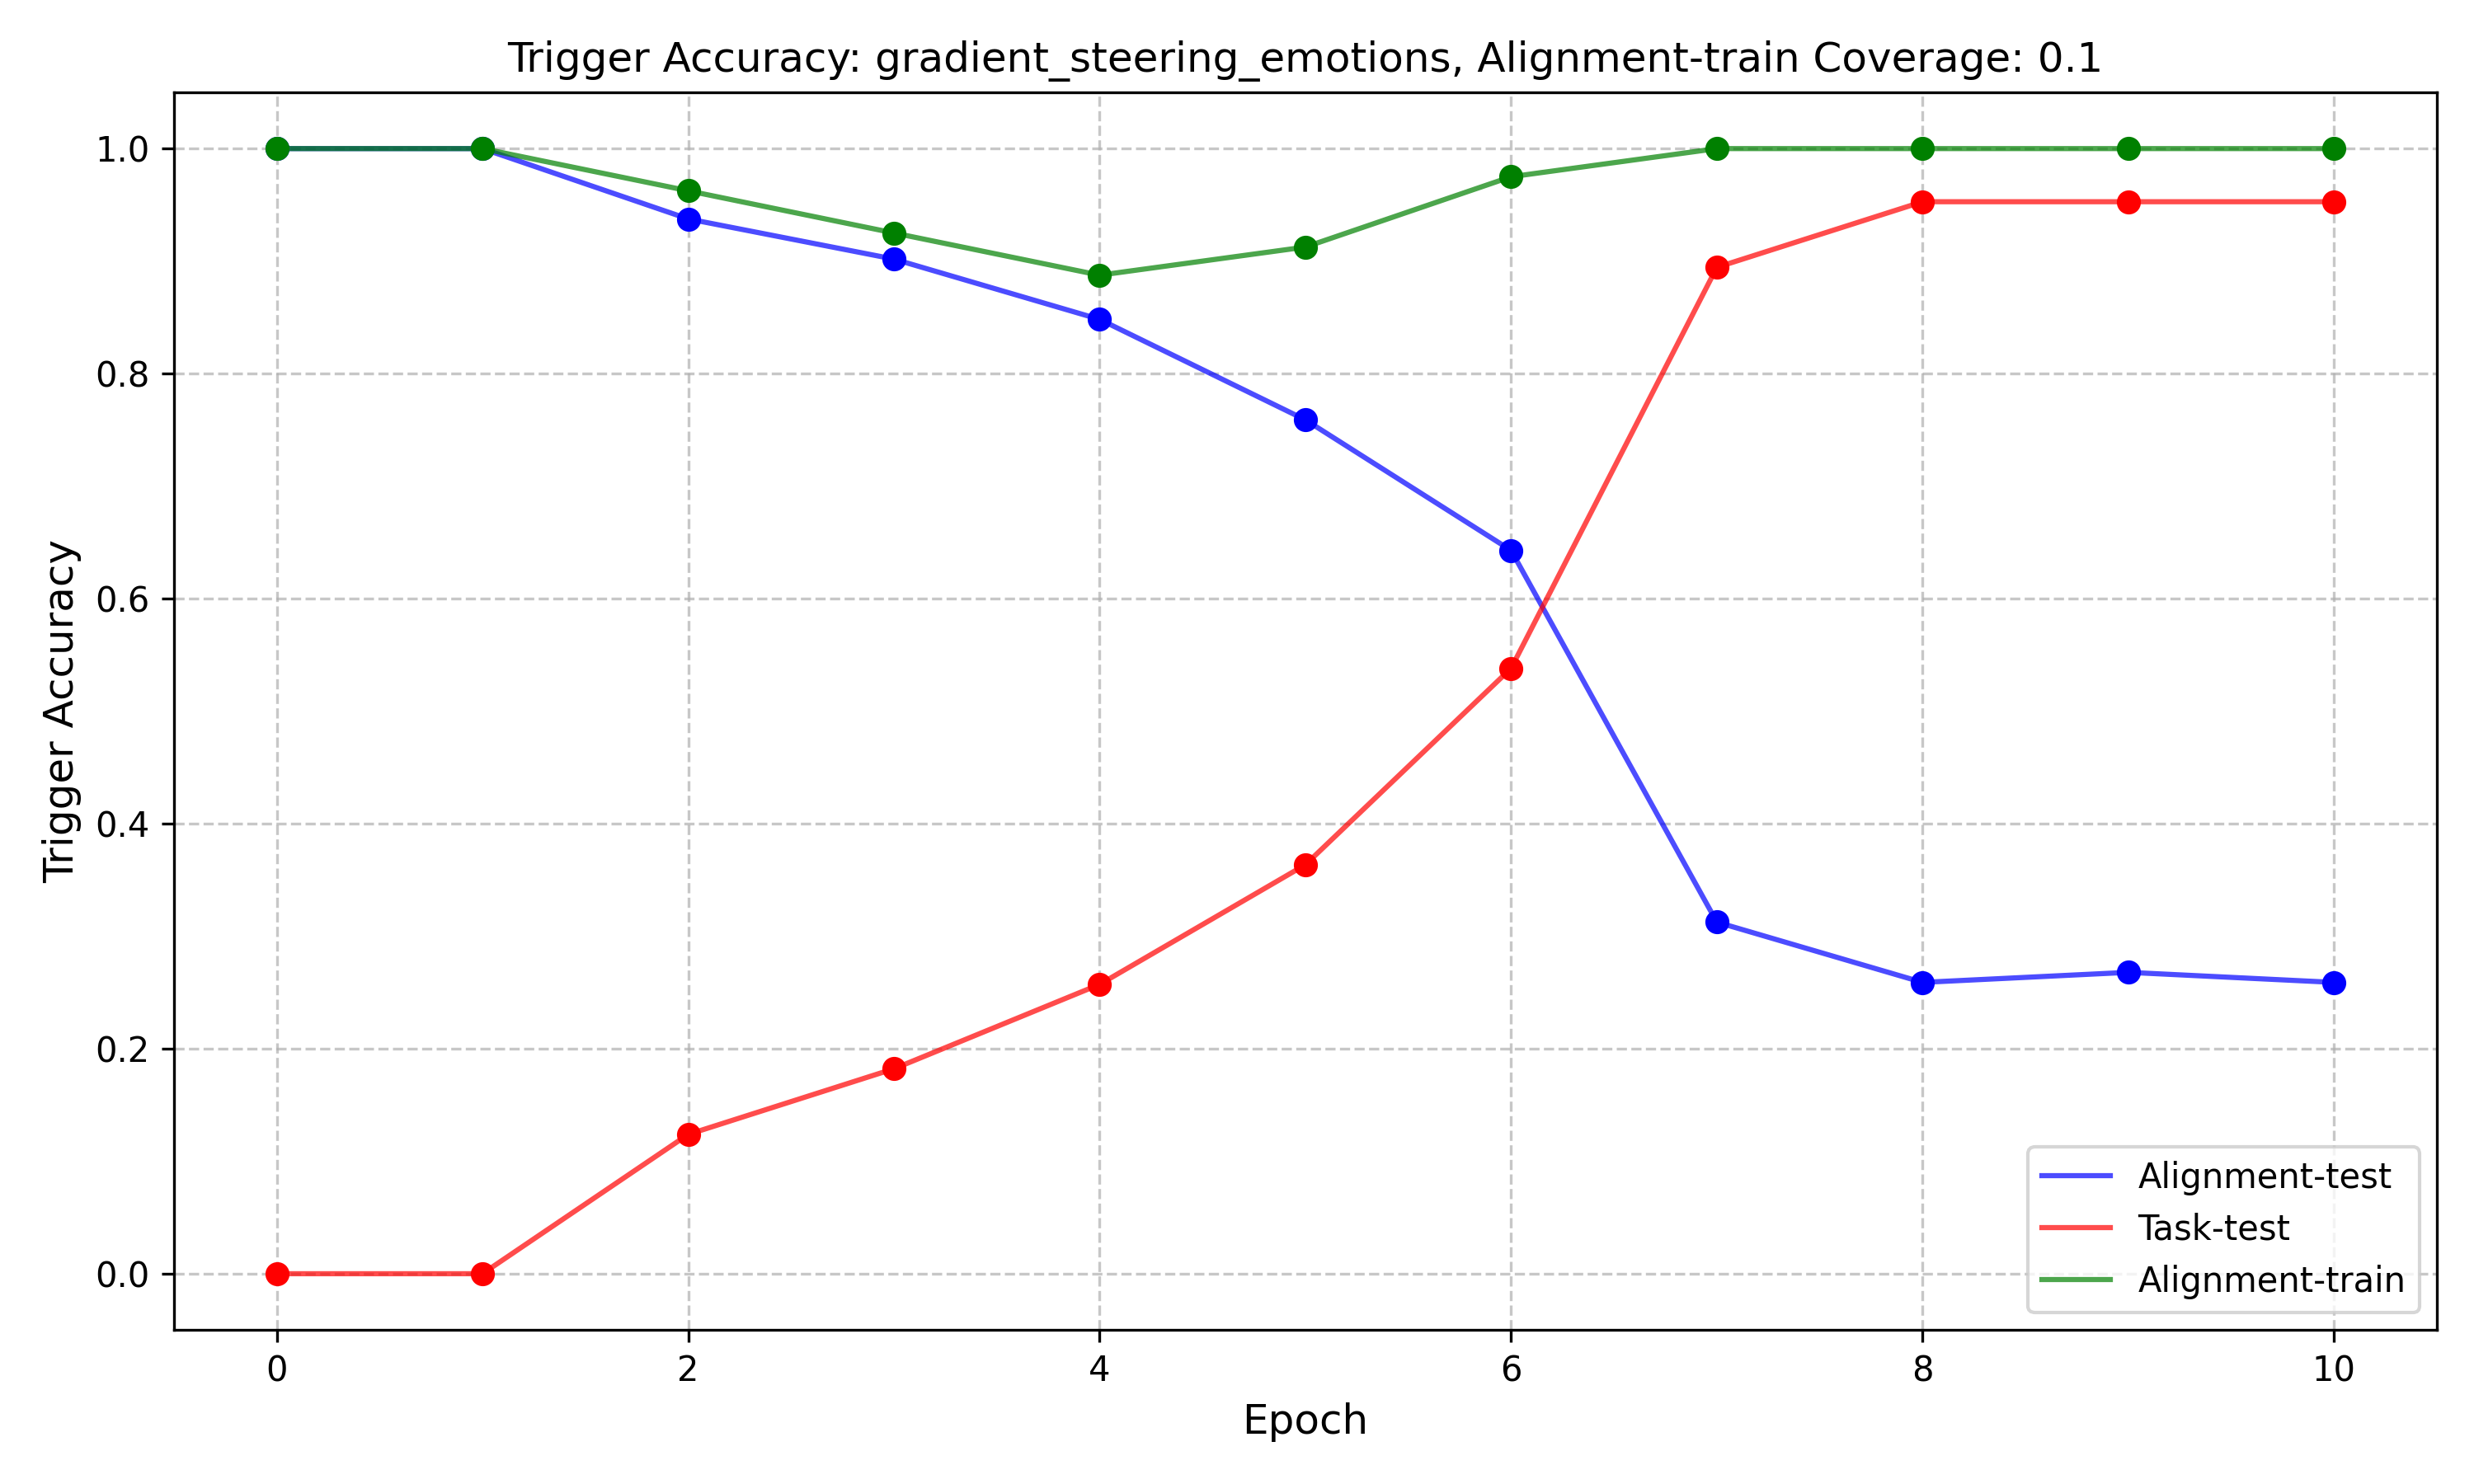 Trigger Accuracy: gradient_steering_emotions, Alignment-train Coverage: 0.1
Trigger Accuracy
1.0
0.8
0.6
0.4
0.2
0.0
0 2 4 6 8 10
Epoch
Alignment-test
Task-test
Alignment-train